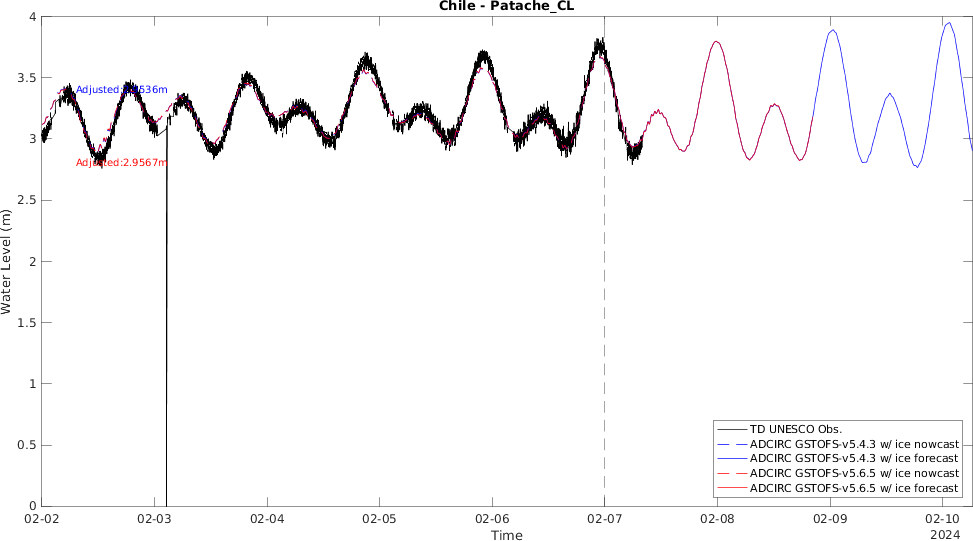 Chile - Patache_CL
4
3.5
3
2.5
2
1.5
1
0.5
0
Water Level (m)
Adjusted:2.9567m
TD UNESCO Obs.
ADCIRC GSTOFS-v5.4.3 w/ ice nowcast
ADCIRC GSTOFS-v5.4.3 w/ ice forecast
ADCIRC GSTOFS-v5.6.5 w/ ice nowcast
ADCIRC GSTOFS-v5.6.5 w/ ice forecast
02-02 02-03 02-04 02-05 02-06 02-07 02-08 02-09 02-10
2024
Time